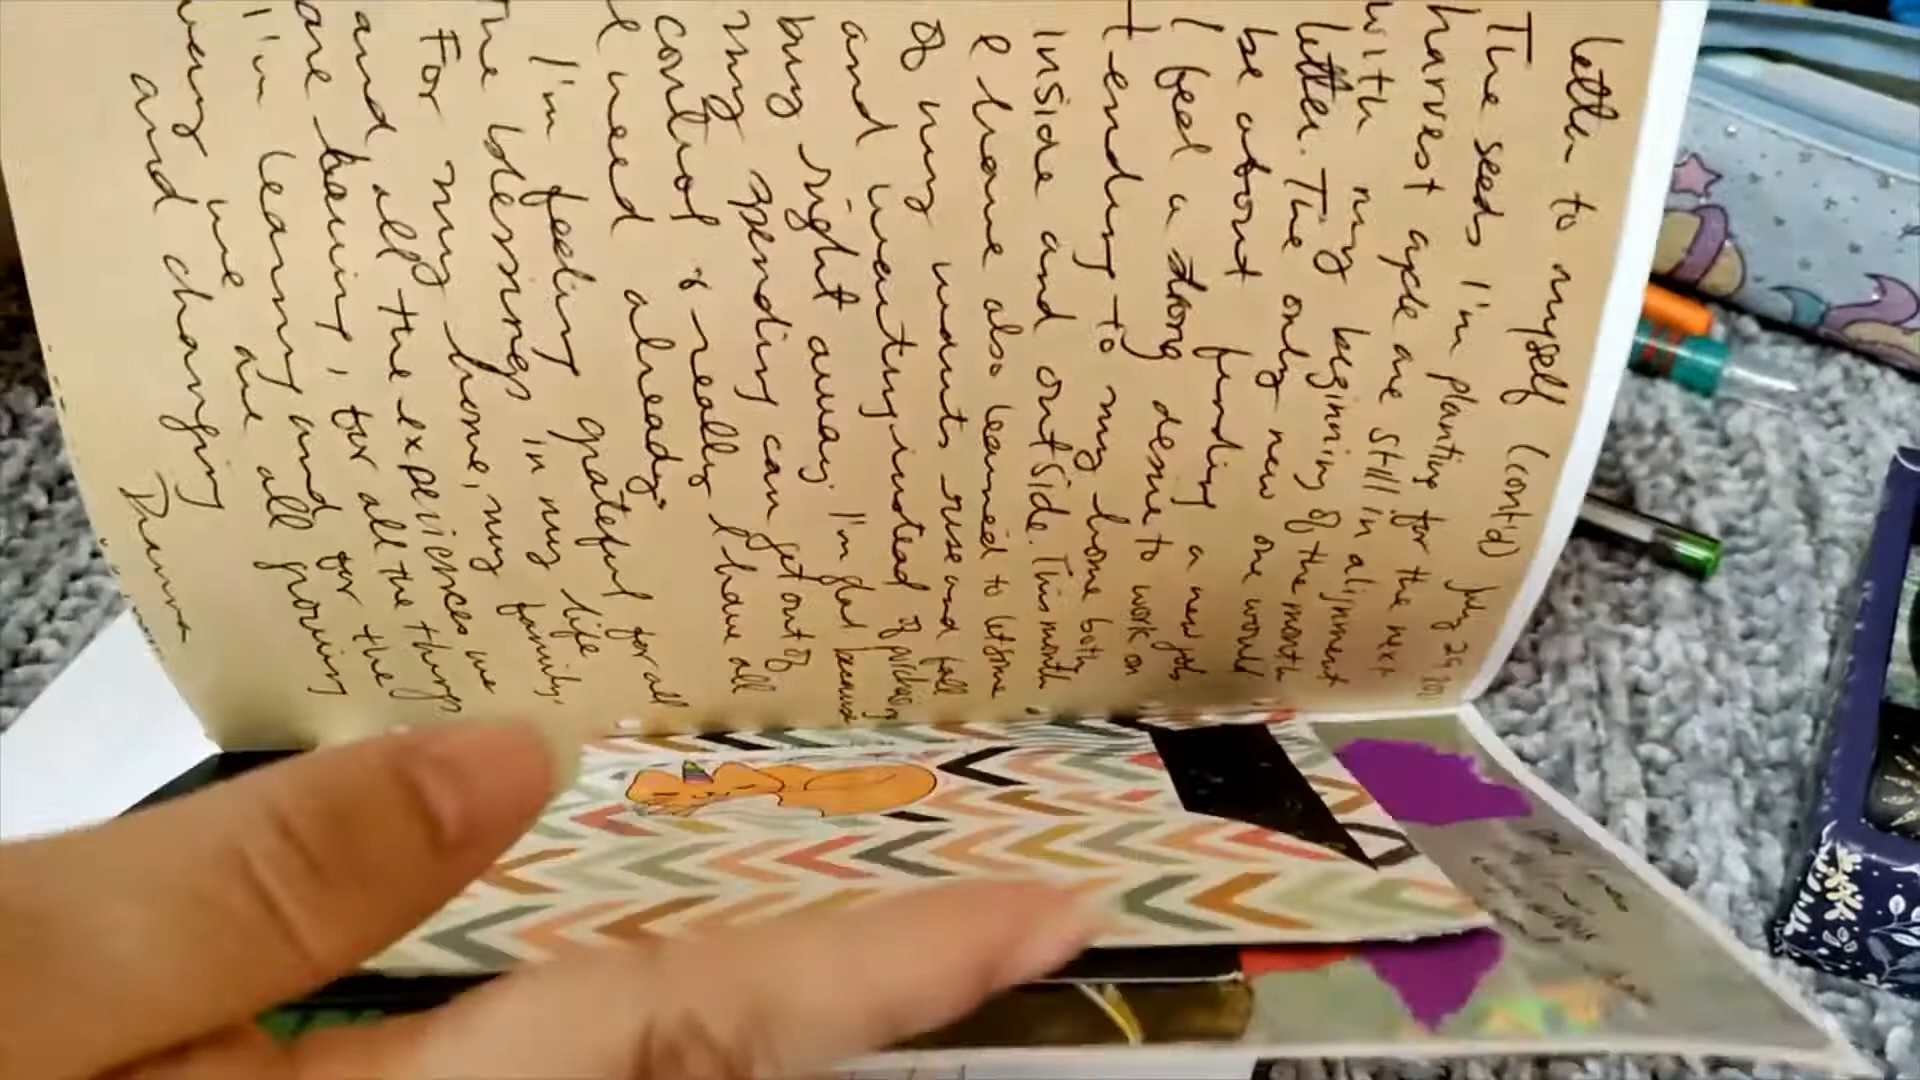 letter to myself (cont'd) July 29, 20
The seeds I'm planting for the next
harvest cycle are still in alignment
with my beginning of the month
letter. The only new one would
be about finding a new job.
I feel a strong desire to work on
tending to my home both
inside and outside. This month
I have also learned to let some
of my wants rise and fall
and waiting instead of
buy right away. I'm glad because
my spending can get out of
control & really I have all
I need already.
I'm feeling grateful for all
The blessings in my life
For my home, my family,
and all the experiences we
are having, for all the things
I'm learning and for the
way we are all growing
and changing